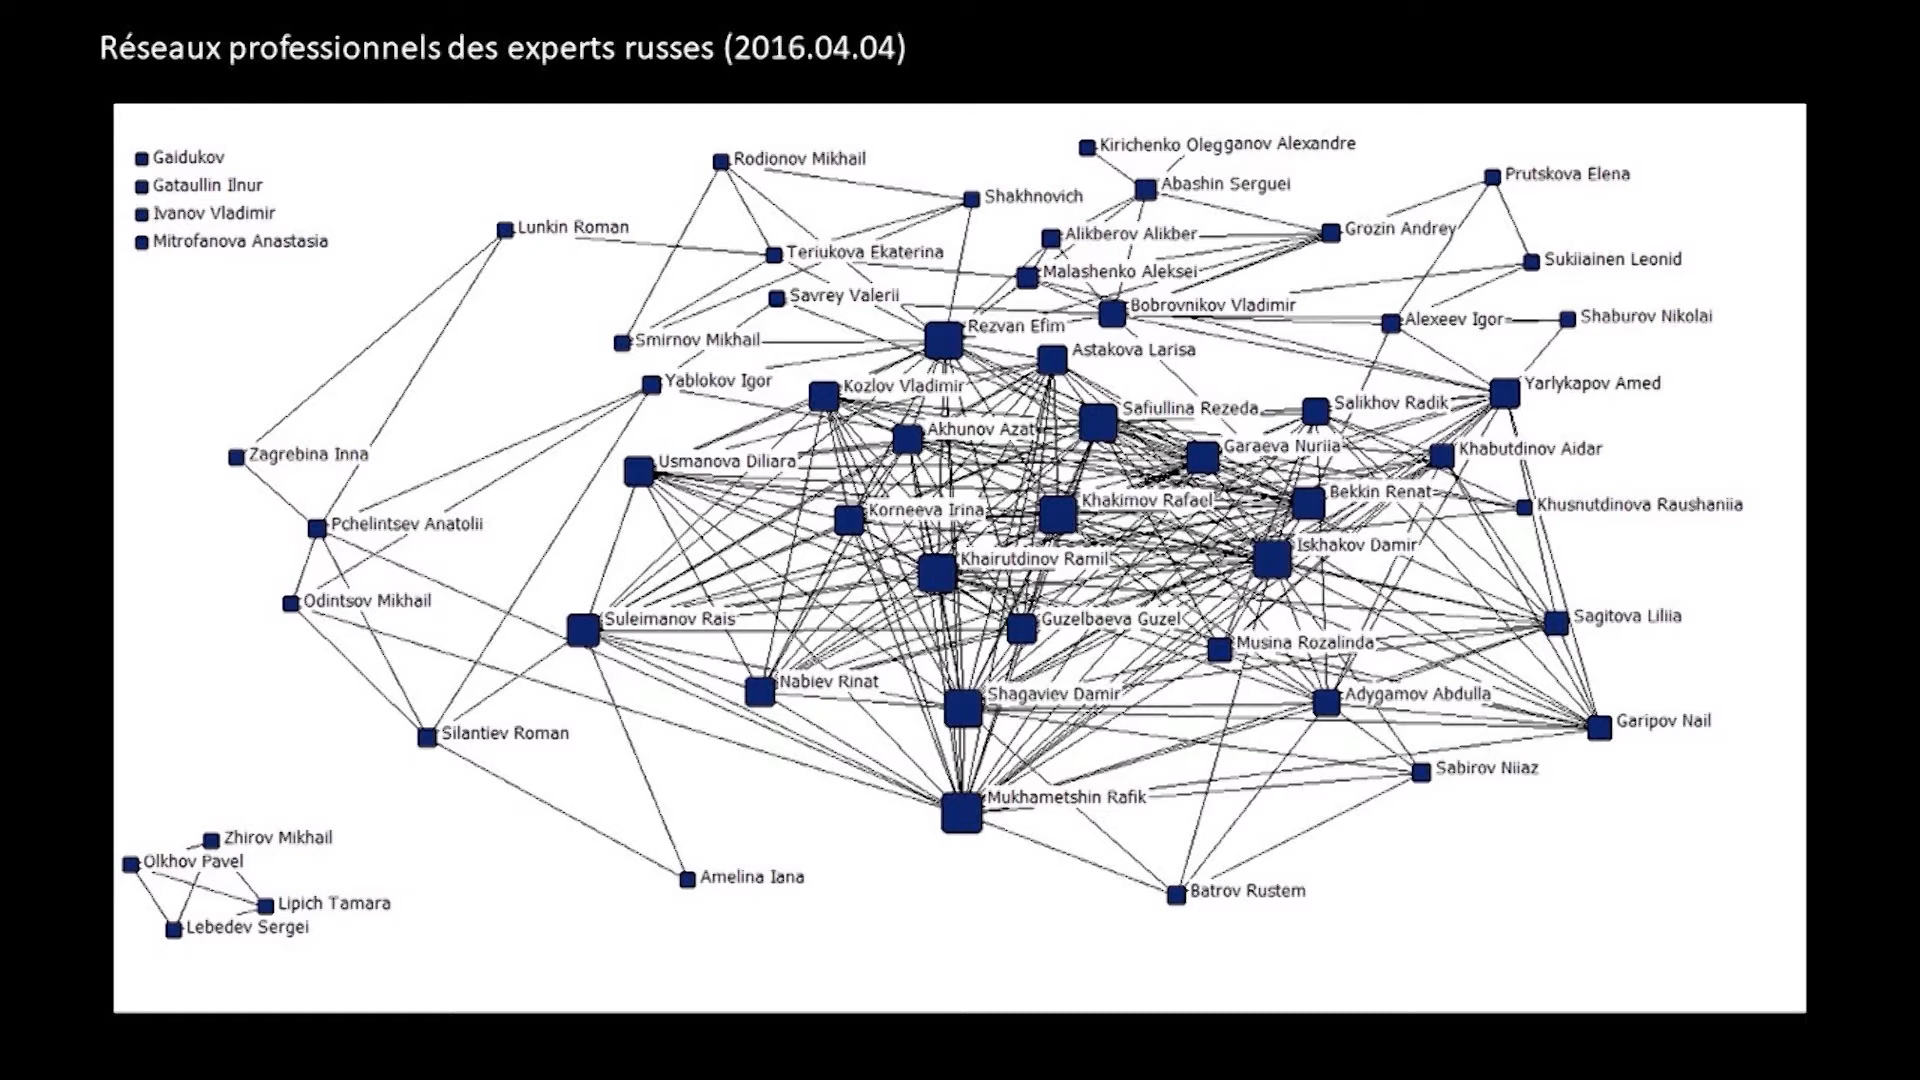 Réseaux professionnels des experts russes (2016.04.04)
Gaidukov
Gataullin Ilnur
Ivanov Vladimir
Mitrofanova Anastasia
Rodionov Mikhail
Kirichenko Oleg
ganov Alexandre
Abashin Serguei
Prutskova Elena
Shakhnovich
Lunkin Roman
Alikberov Alikber
Grozin Andrey
Teriukova Ekaterina
Malashenko Aleksei
Sukiiainen Leonid
Savrey Valerii
Bobrovnikov Vladimir
Alexeev Igor
Shaburov Nikolai
Rezvan Efim
Smirnov Mikhail
Astakova Larisa
Yablokov Igor
Kozlov Vladimir
Yarlykapov Amed
Safiullina Rezeda
Salikhov Radik
Akhunov Azat
Garaeva Nuriia
Khabutdinov Aidar
Zagrebina Inna
Usmanova Diliara
Bekkin Renat
Khakimov Rafael
Khusnutdinova Raushaniia
Korneeva Irina
Pchelintsev Anatolii
Iskhakov Damir
Khairutdinov Ramil
Odintsov Mikhail
Suleimanov Rais
Guzelbaeva Guzel
Sagitova Liliia
Musina Rozalinda
Nabiev Rinat
Shagaviev Damir
Adygamov Abdulla
Garipov Nail
Silantiev Roman
Sabirov Niiaz
Mukhametshin Rafik
Zhirov Mikhail
Olkhov Pavel
Amelina Iana
Batrov Rustem
Lipich Tamara
Lebedev Sergei